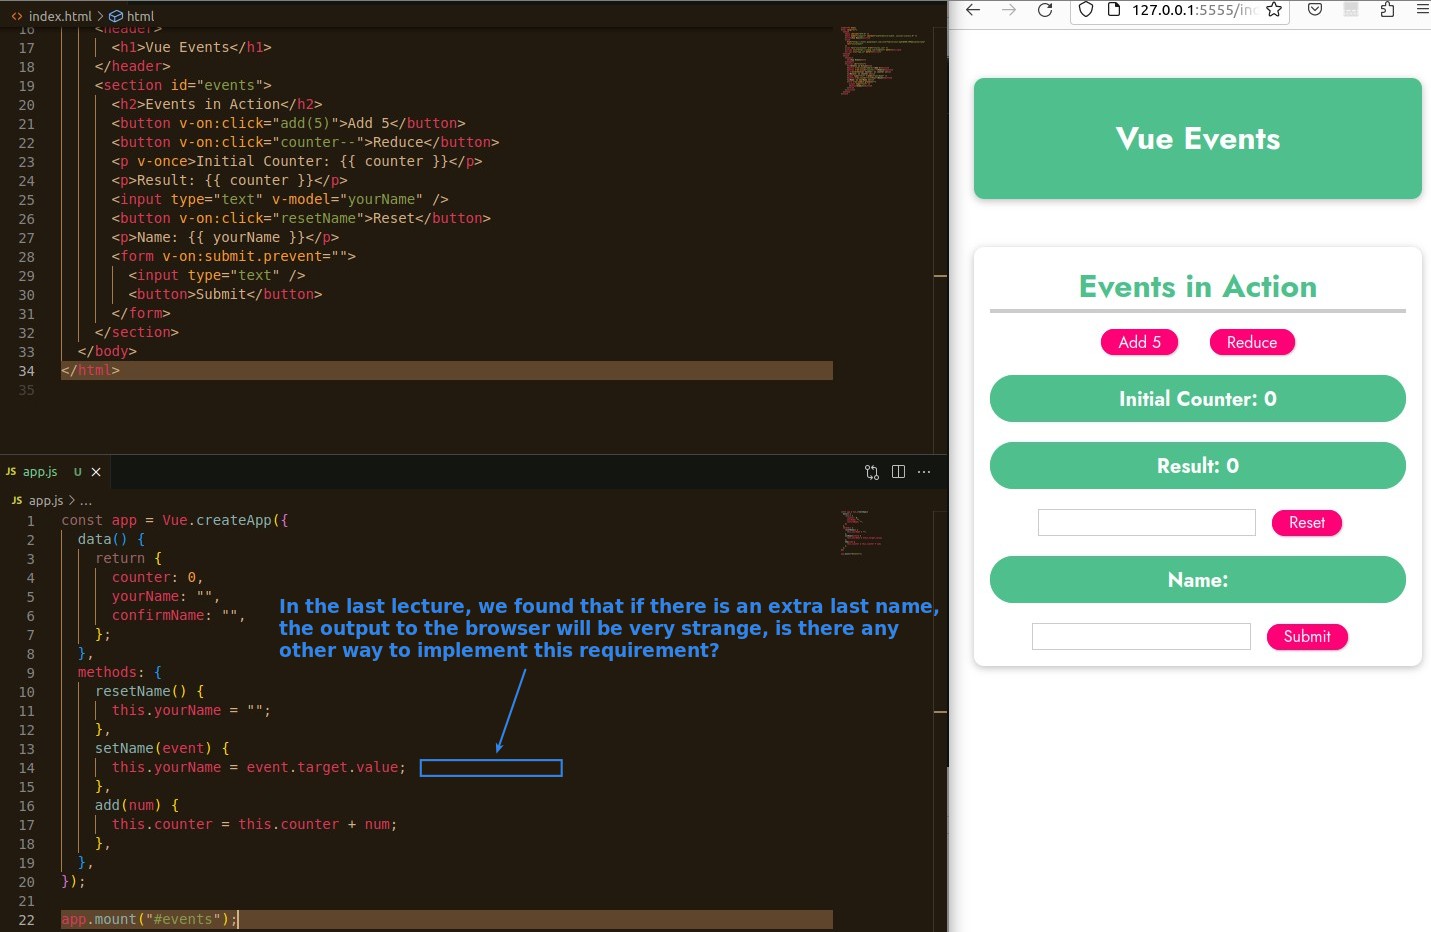 index.html > html
16 <header>
17 <h1>Vue Events</h1>
18 </header>
19 <section id="events">
20 <h2>Events in Action</h2>
21 <button v-on:click="add(5)">Add 5</button>
22 <button v-on:click="counter--">Reduce</button>
23 <p v-once>Initial Counter: {{ counter }}</p>
24 <p>Result: {{ counter }}</p>
25 <input type="text" v-model="yourName" />
26 <button v-on:click="resetName">Reset</button>
27 <p>Name: {{ yourName }}</p>
28 <form v-on:submit.prevent="">
29 <input type="text" />
30 <button>Submit</button>
31 </form>
32 </section>
33 </body>
34 </html>
35
JS app.js U
JS app.js > ...
1 const app = Vue.createApp({
2 data() {
3 return {
4 counter: 0,
5 yourName: "",
6 confirmName: "",
7 };
8 },
9 methods: {
10 resetName() {
11 this.yourName = "";
12 },
13 setName(event) {
14 this.yourName = event.target.value;
15 },
16 add(num) {
17 this.counter = this.counter + num;
18 },
19 },
20 });
21
22 app.mount("#events");
In the last lecture, we found that if there is an extra last name,
the output to the browser will be very strange, is there any
other way to implement this requirement?
127.0.0.1:5555/in
Vue Events
Events in Action
Add 5 Reduce
Initial Counter: 0
Result: 0
Reset
Name:
Submit